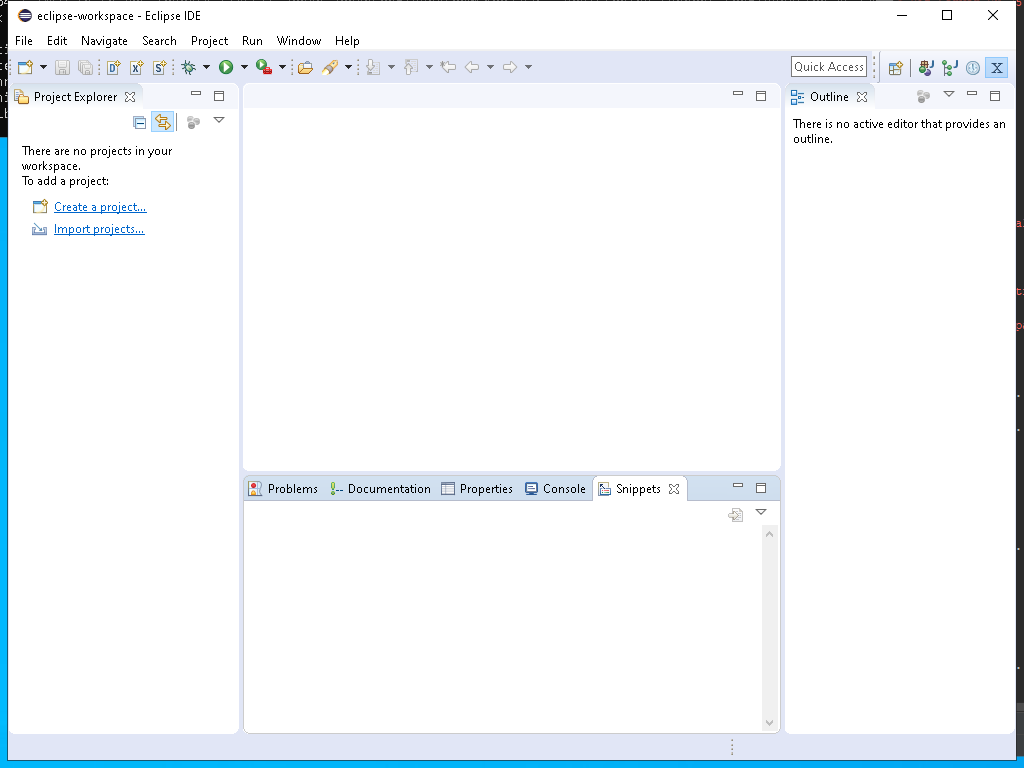 eclipse-workspace - Eclipse IDE
File Edit Navigate Search Project Run Window Help
Quick Access
Project Explorer
Outline
There are no projects in your
workspace.
To add a project:
Create a project...
Import projects...
There is no active editor that provides an
outline.
Problems Documentation Properties Console Snippets